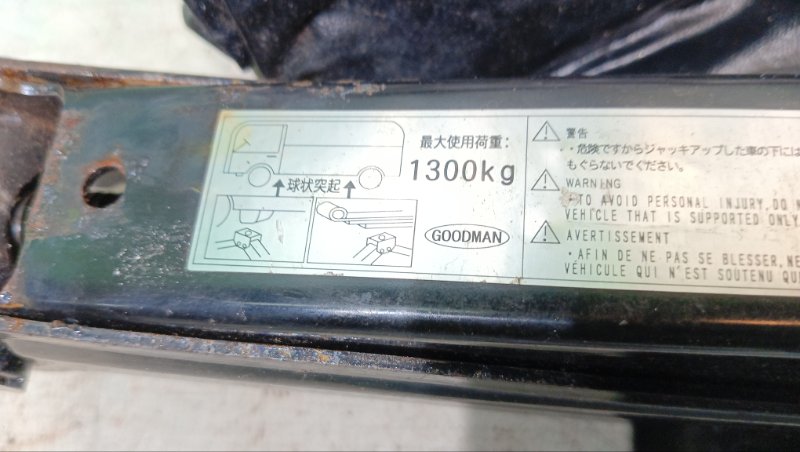 最大使用荷重:
1300kg
球状突起
GOODMAN
警告
・危険ですからジャッキアップした車の下には
もぐらないでください。
WARNING
・TO AVOID PERSONAL INJURY, DO N
VEHICLE THAT IS SUPPORTED ONLY
AVERTISSEMENT
・AFIN DE NE PAS SE BLESSER, NE
VÉHICULE QUI N'EST SOUTENU QU